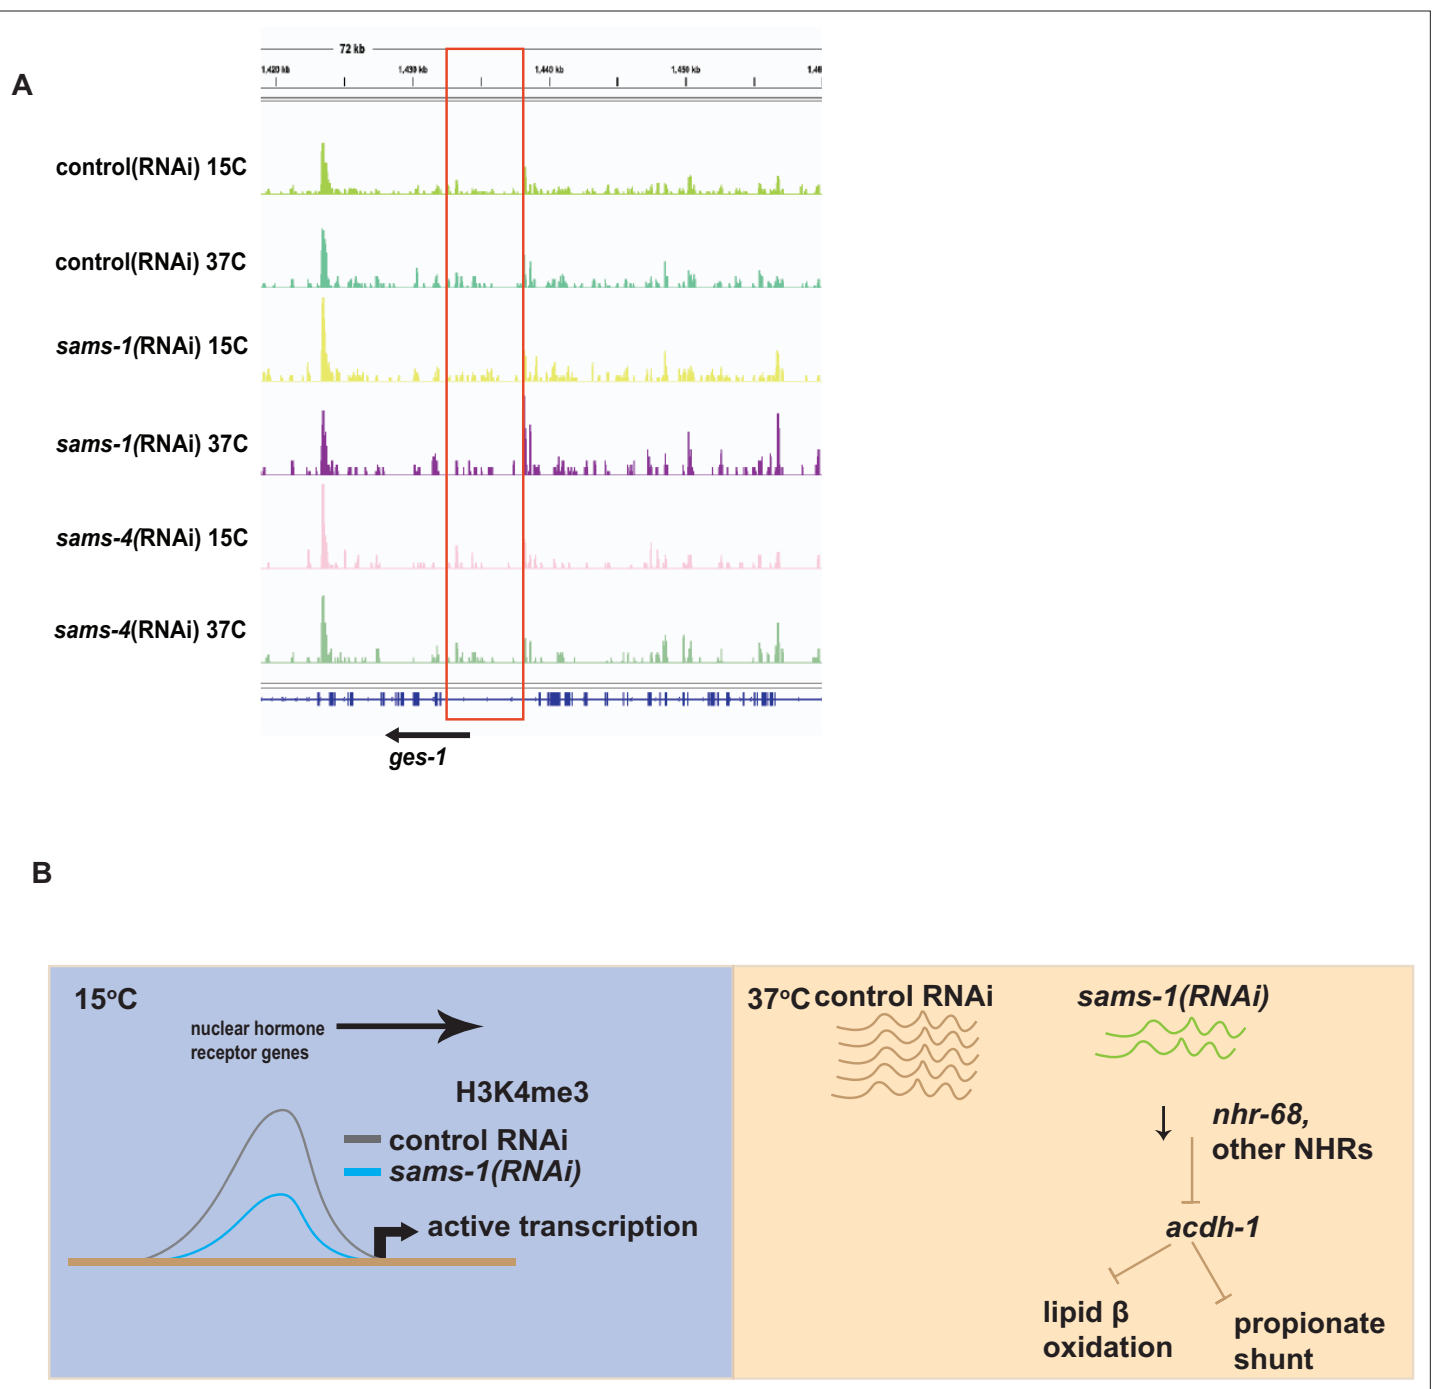 A
72 kb
1,420 kb 1,430 kb 1,440 kb 1,450 kb 1,46
control(RNAi) 15C
control(RNAi) 37C
sams-1(RNAi) 15C
sams-1(RNAi) 37C
sams-4(RNAi) 15C
sams-4(RNAi) 37C
ges-1
B
15°C
nuclear hormone
receptor genes
H3K4me3
control RNAi
sams-1(RNAi)
active transcription
37°C control RNAi
sams-1(RNAi)
nhr-68,
other NHRs
acdh-1
lipid β
oxidation
propionate
shunt